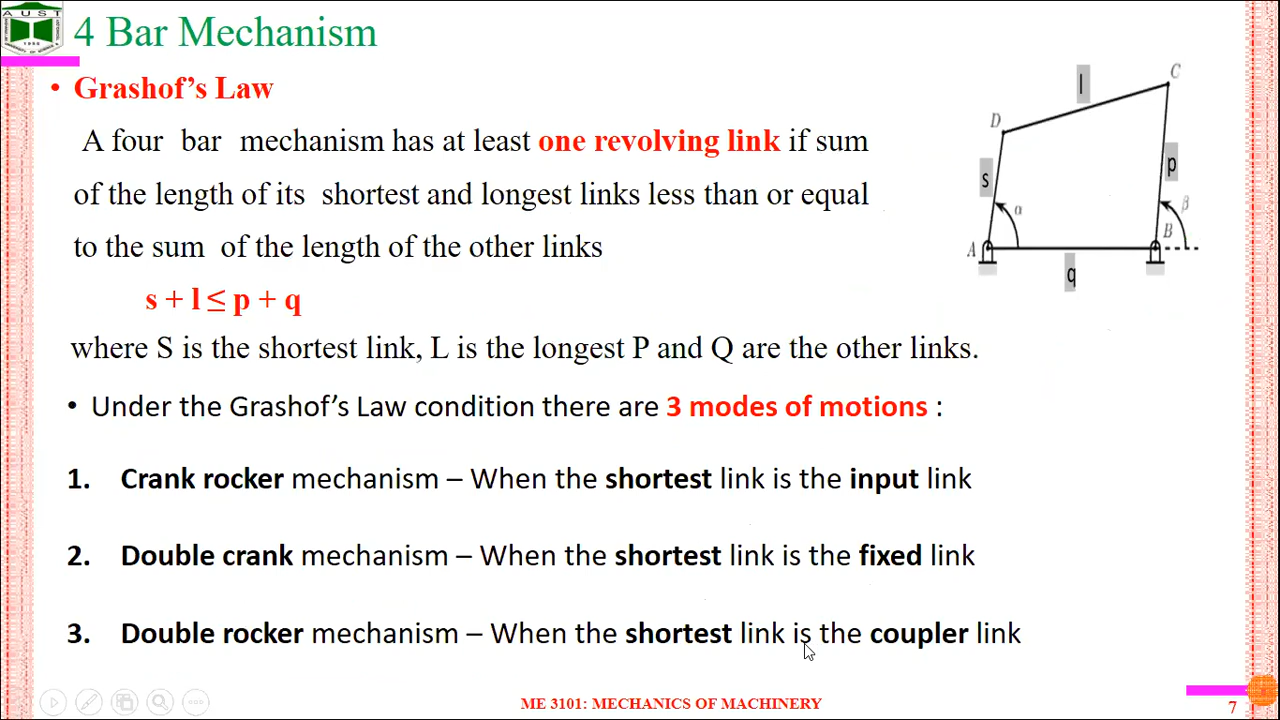 AUST
4 Bar Mechanism
• Grashof’s Law
A four bar mechanism has at least one revolving link if sum
of the length of its shortest and longest links less than or equal
to the sum of the length of the other links
s + l ≤ p + q
where S is the shortest link, L is the longest P and Q are the other links.
l
C
D
s
p
α
β
A
B
q
• Under the Grashof’s Law condition there are 3 modes of motions :
1. Crank rocker mechanism – When the shortest link is the input link
2. Double crank mechanism – When the shortest link is the fixed link
3. Double rocker mechanism – When the shortest link is the coupler link
ME 3101: MECHANICS OF MACHINERY
7